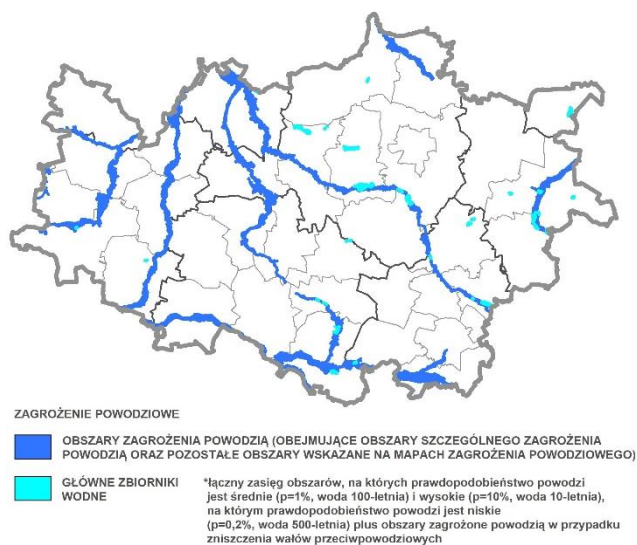 ZAGROŻENIE POWODZIOWE
OBSZARY ZAGROŻENIA POWODZIĄ (OBEJMUJĄCE OBSZARY SZCZEGÓLNEGO ZAGROŻENIA
POWODZIĄ ORAZ POZOSTAŁE OBSZARY WSKAZANE NA MAPACH ZAGROŻENIA POWODZIOWEGO)
GŁÓWNE ZBIORNIKI
WODNE
*łączny zasięg obszarów, na których prawdopodobieństwo powodzi
jest średnie (p=1%, woda 100-letnia) i wysokie (p=10%, woda 10-letnia),
na którym prawdopodobieństwo powodzi jest niskie
(p=0,2%, woda 500-letnia) plus obszary zagrożone powodzią w przypadku
zniszczenia wałów przeciwpowodziowych